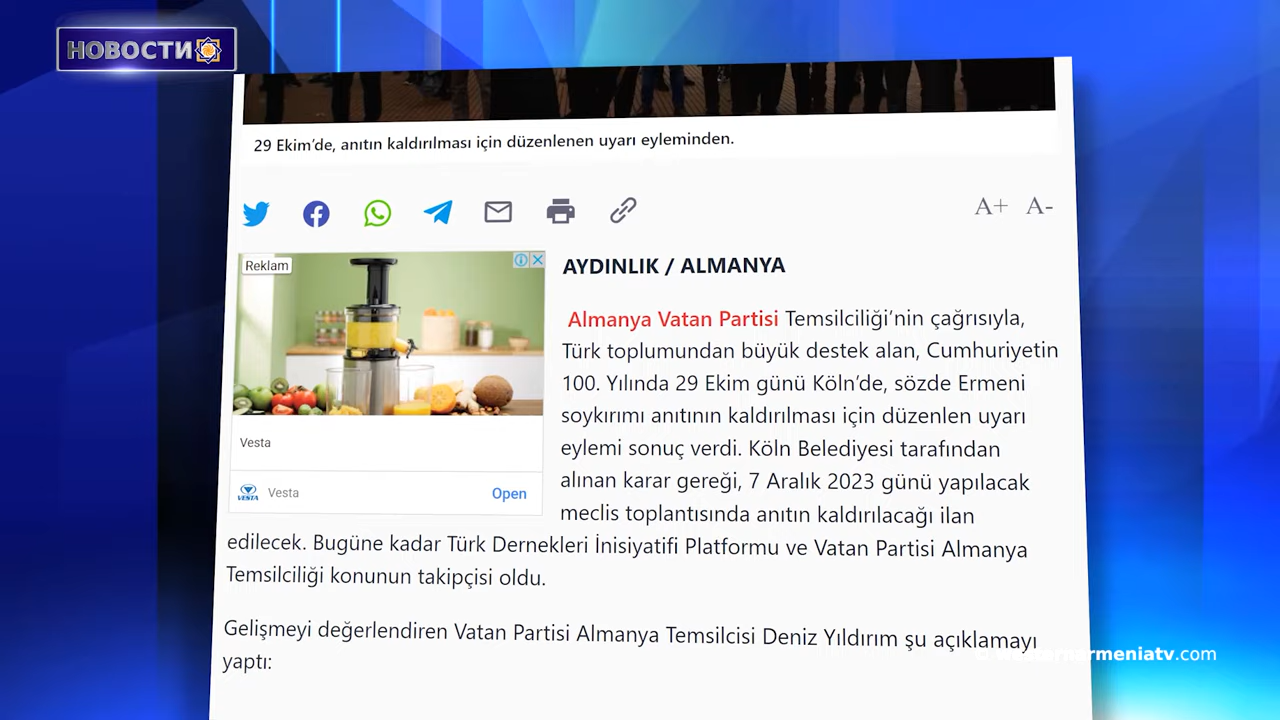 НОВОСТИ
29 Ekim'de, anıtın kaldırılması için düzenlenen uyarı eyleminden.
A+ A-
Reklam
Vesta
VESTA Vesta Open
AYDINLIK / ALMANYA
Almanya Vatan Partisi Temsilciliği'nin çağrısıyla,
Türk toplumundan büyük destek alan, Cumhuriyetin
100. Yılında 29 Ekim günü Köln'de, sözde Ermeni
soykırımı anıtının kaldırılması için düzenlen uyarı
eylemi sonuç verdi. Köln Belediyesi tarafından
alınan karar gereği, 7 Aralık 2023 günü yapılacak
meclis toplantısında anıtın kaldırılacağı ilan
edilecek. Bugüne kadar Türk Dernekleri İnisiyatifi Platformu ve Vatan Partisi Almanya
Temsilciliği konunun takipçisi oldu.
Gelişmeyi değerlendiren Vatan Partisi Almanya Temsilcisi Deniz Yıldırım şu açıklamayı
yaptı:
westernarmeniatv.com